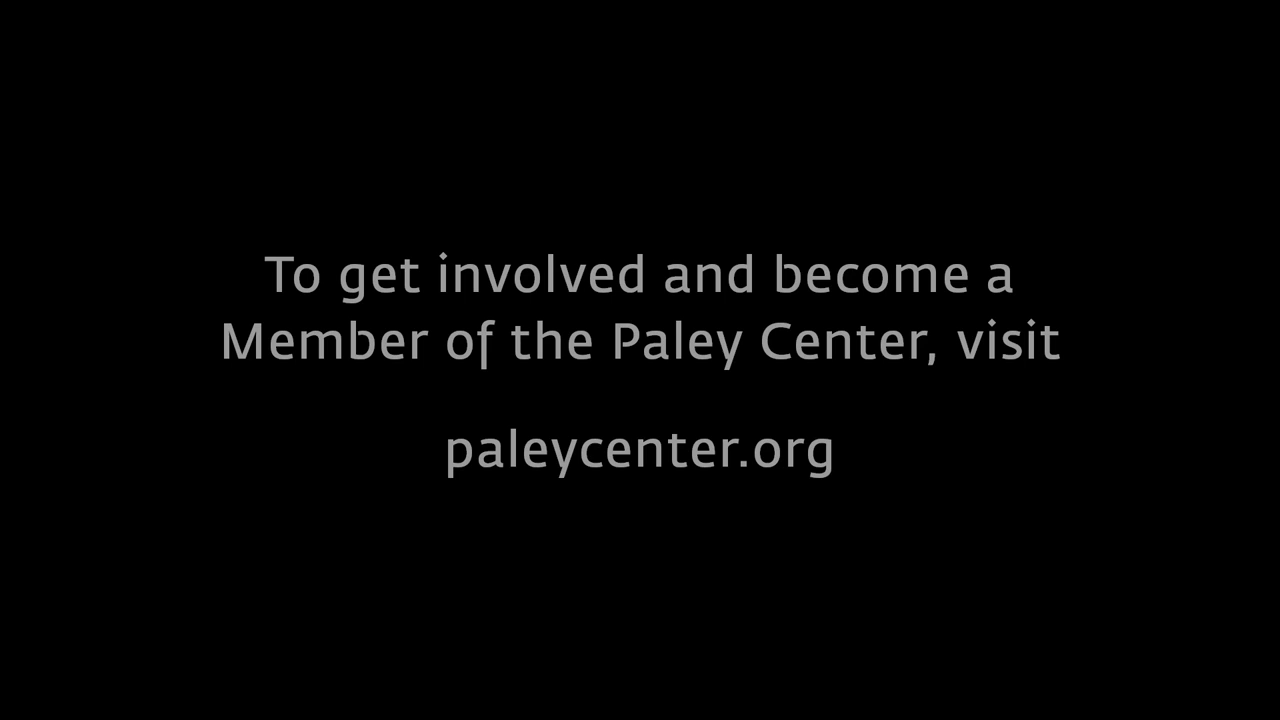 To get involved and become a
Member of the Paley Center, visit
paleycenter.org